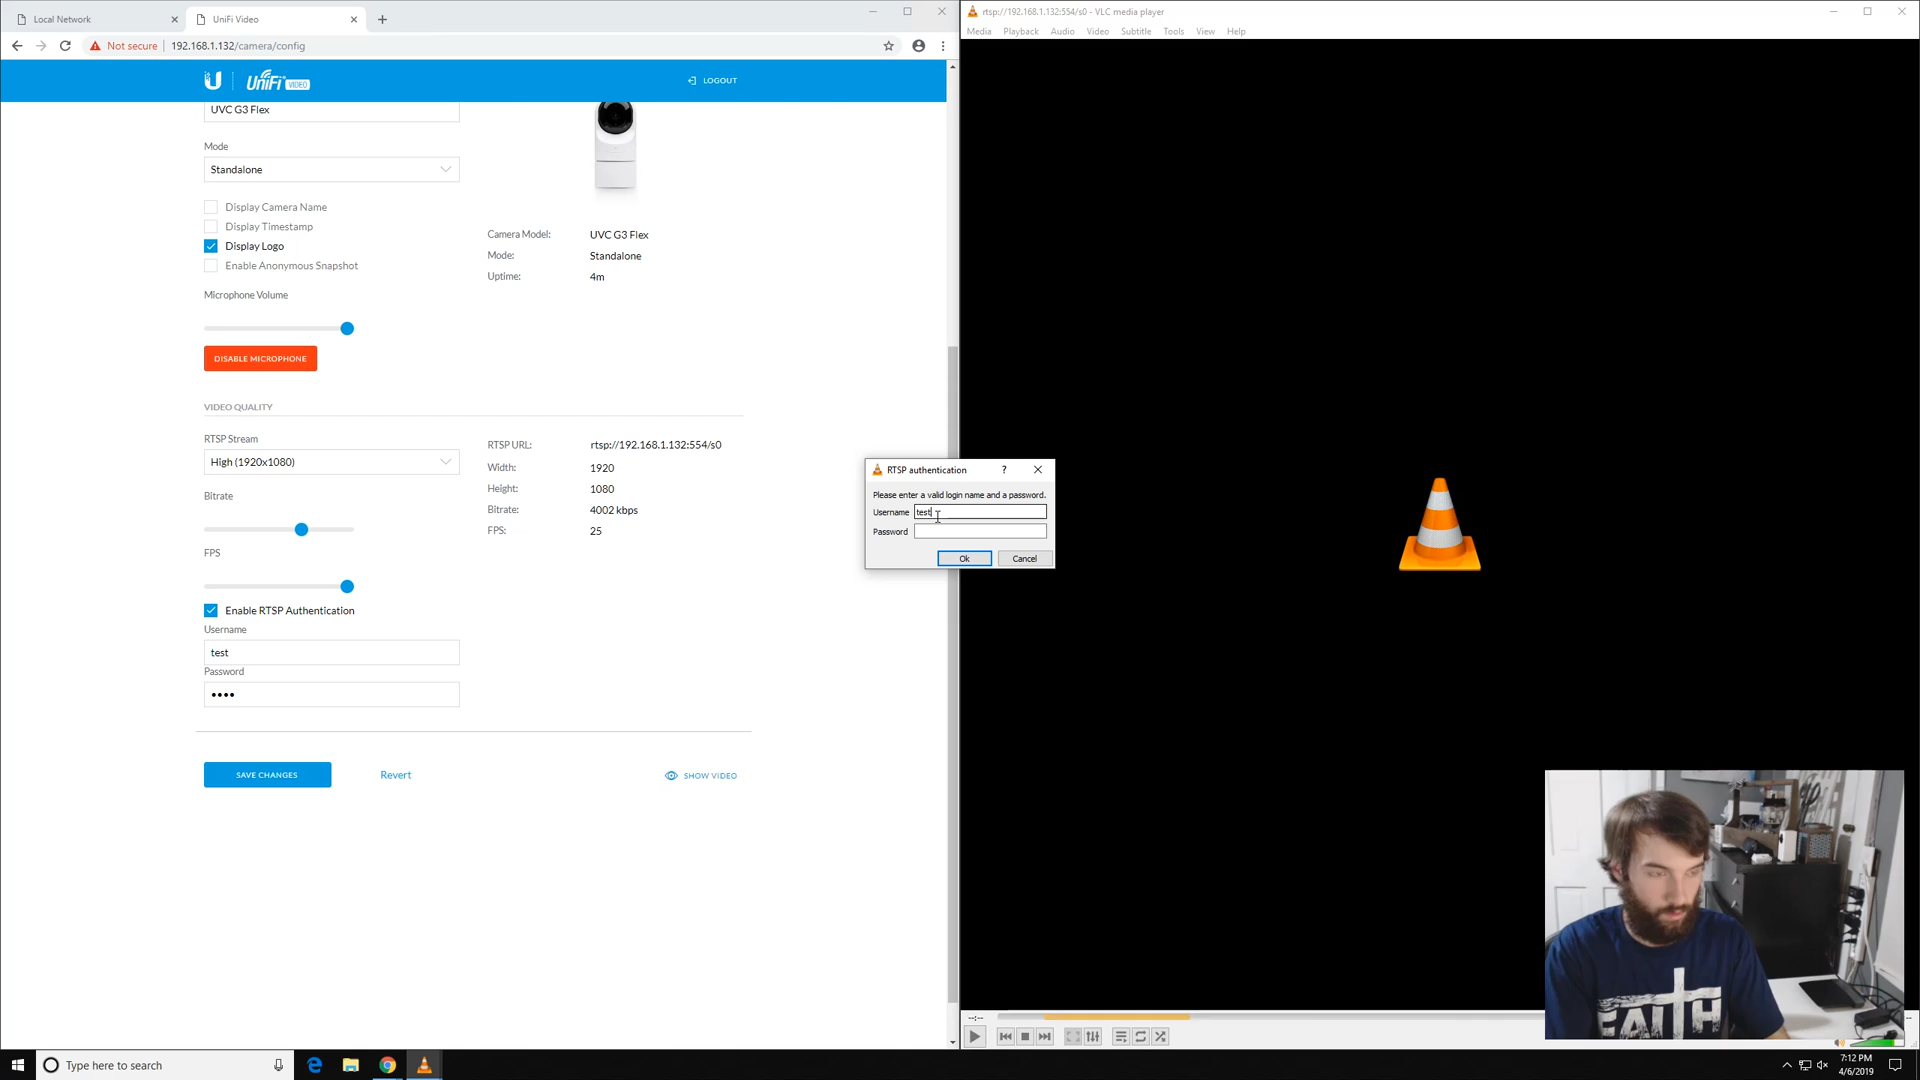 Local Network
UniFi Video
Not secure
192.168.1.132/camera/config
UniFi VIDEO
LOGOUT
UVC G3 Flex
Mode
Standalone
Display Camera Name
Display Timestamp
Display Logo
Enable Anonymous Snapshot
Microphone Volume
DISABLE MICROPHONE
Camera Model: UVC G3 Flex
Mode: Standalone
Uptime: 4m
VIDEO QUALITY
RTSP Stream
High (1920x1080)
Bitrate
FPS
Enable RTSP Authentication
Username
test
Password
••••
RTSP URL: rtsp://192.168.1.132:554/s0
Width: 1920
Height: 1080
Bitrate: 4002 kbps
FPS: 25
SAVE CHANGES
Revert
SHOW VIDEO
rtsp://192.168.1.132:554/s0 - VLC media player
Media Playback Audio Video Subtitle Tools View Help
RTSP authentication
Please enter a valid login name and a password.
Username test
Password
Ok Cancel
--:--
FAITH
Type here to search
7:12 PM
4/6/2019